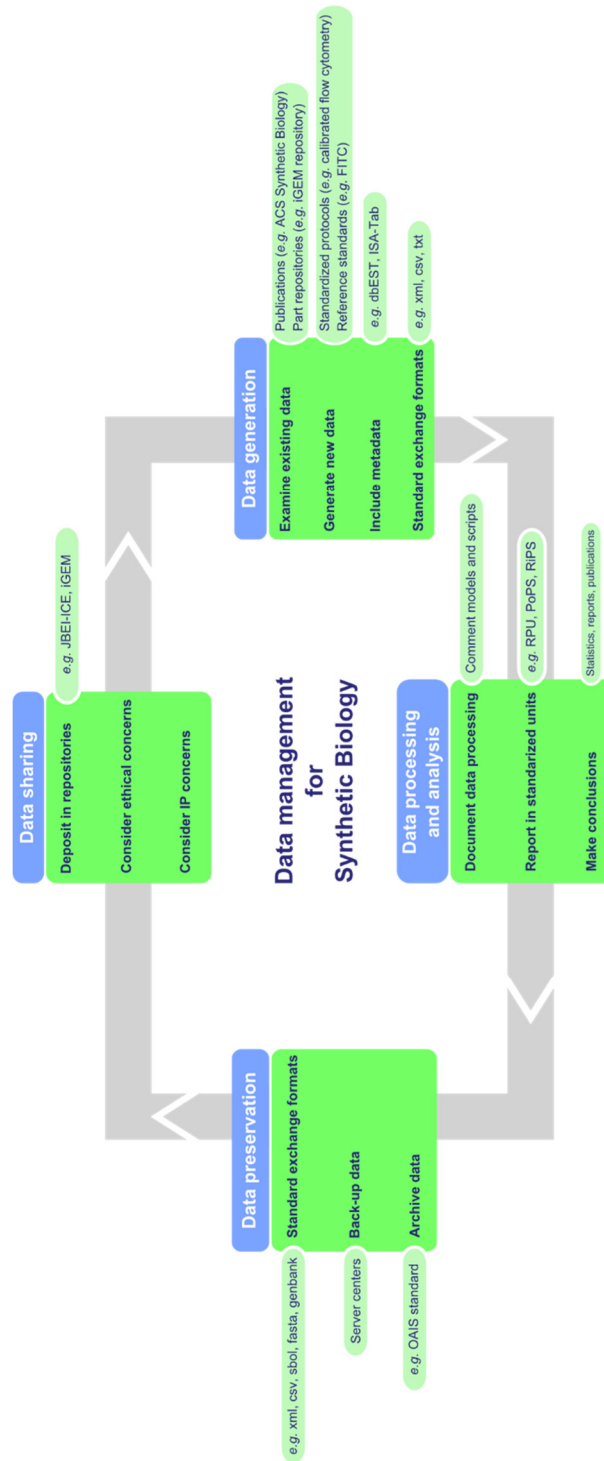 Data sharing
Deposit in repositories
e.g. JBEI-ICE, iGEM
Consider ethical concerns
Consider IP concerns
Data generation
Examine existing data
Publications (e.g. ACS Synthetic Biology)
Part repositories (e.g. iGEM repository)
Generate new data
Standardized protocols (e.g. calibrated flow cytometry)
Reference standards (e.g. FITC)
Include metadata
e.g. dbEST, ISA-Tab
Standard exchange formats
e.g. xml, csv, txt
Data management
for
Synthetic Biology
Data processing
and analysis
Document data processing
Comment models and scripts
Report in standarized units
e.g. RPU, PoPS, RiPS
Make conclusions
Statistics, reports, publications
Data preservation
e.g. xml, csv, sbol, fasta, genbank
Standard exchange formats
Server centers
Back-up data
e.g. OAIS standard
Archive data